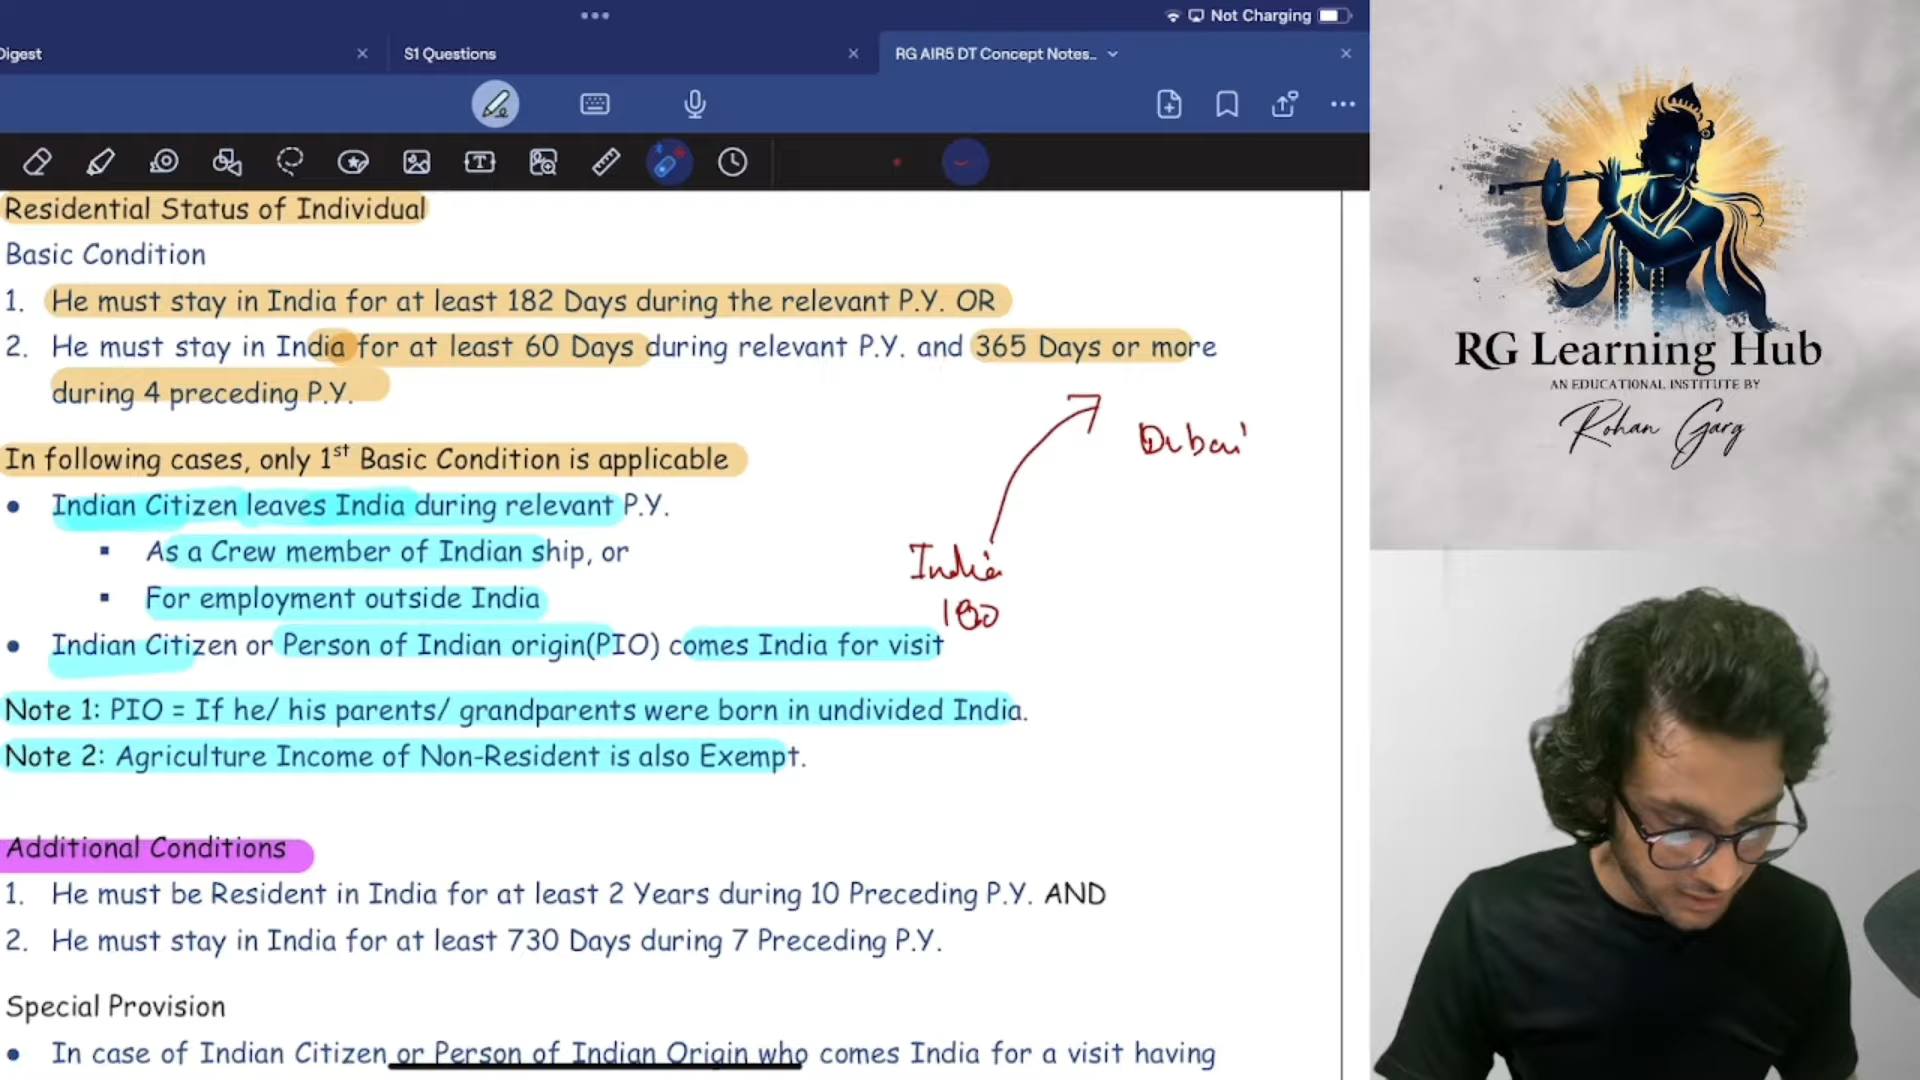 Not Charging
Digest
S1 Questions
RG AIR5 DT Concept Notes..
Residential Status of Individual
Basic Condition
1. He must stay in India for at least 182 Days during the relevant P.Y. OR
2. He must stay in India for at least 60 Days during relevant P.Y. and 365 Days or more
during 4 preceding P.Y.
Dubai
In following cases, only 1st Basic Condition is applicable
• Indian Citizen leaves India during relevant P.Y.
▪ As a Crew member of Indian ship, or
India
▪ For employment outside India
180
• Indian Citizen or Person of Indian origin(PIO) comes India for visit
Note 1: PIO = If he/ his parents/ grandparents were born in undivided India.
Note 2: Agriculture Income of Non-Resident is also Exempt.
Additional Conditions
1. He must be Resident in India for at least 2 Years during 10 Preceding P.Y. AND
2. He must stay in India for at least 730 Days during 7 Preceding P.Y.
Special Provision
• In case of Indian Citizen or Person of Indian Origin who comes India for a visit having
RG Learning Hub
AN EDUCATIONAL INSTITUTE BY
Rohan Garg